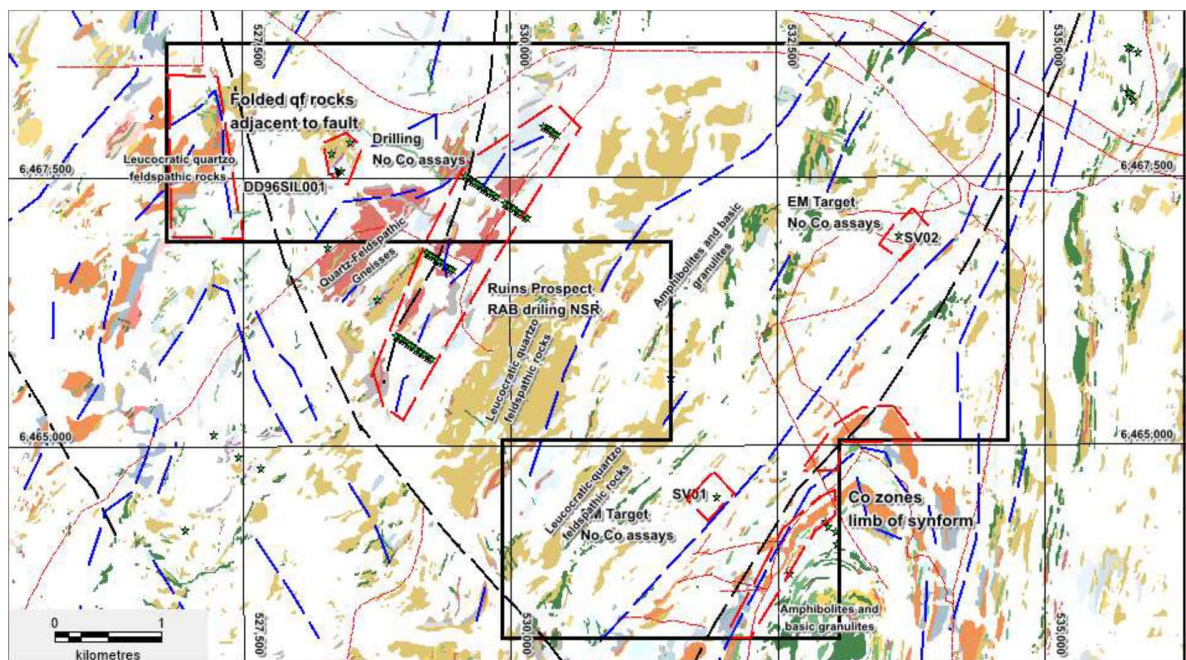 527,500
530,000
532,500
535,000
Folded qf rocks
adjacent to fault
Drilling
No Co assays
Leucocratic quartzo
feldspathic rocks
6,467,500
6,467,500
DD96SIL001
EM Target
No Co assays
SV02
Quartz-Feldspathic
Gneisses
Amphibolites and basic
granulites
Ruins Prospect
RAB driling NSR
Leucocratic quartzo
feldspathic rocks
6,465,000
6,465,000
Leucocratic quartzo
feldspathic rocks
SV01
M Target
No Co assays
Co zones
limb of synform
Amphibolites and
basic granulites
0 1
kilometres
527,500
530,000
535,000